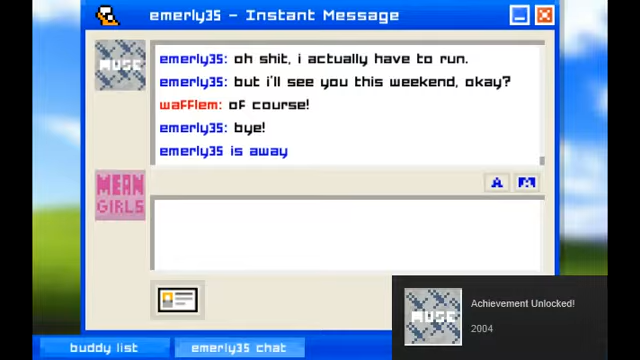 emerly35 - Instant Message
MUSE
emerly35: oh shit, i actually have to run.
emerly35: but i'll see you this weekend, okay?
wafflem: of course!
emerly35: bye!
emerly35 is away
MEAN
GIRLS
A A
MUSE
Achievement Unlocked!
2004
buddy list
emerly35 chat